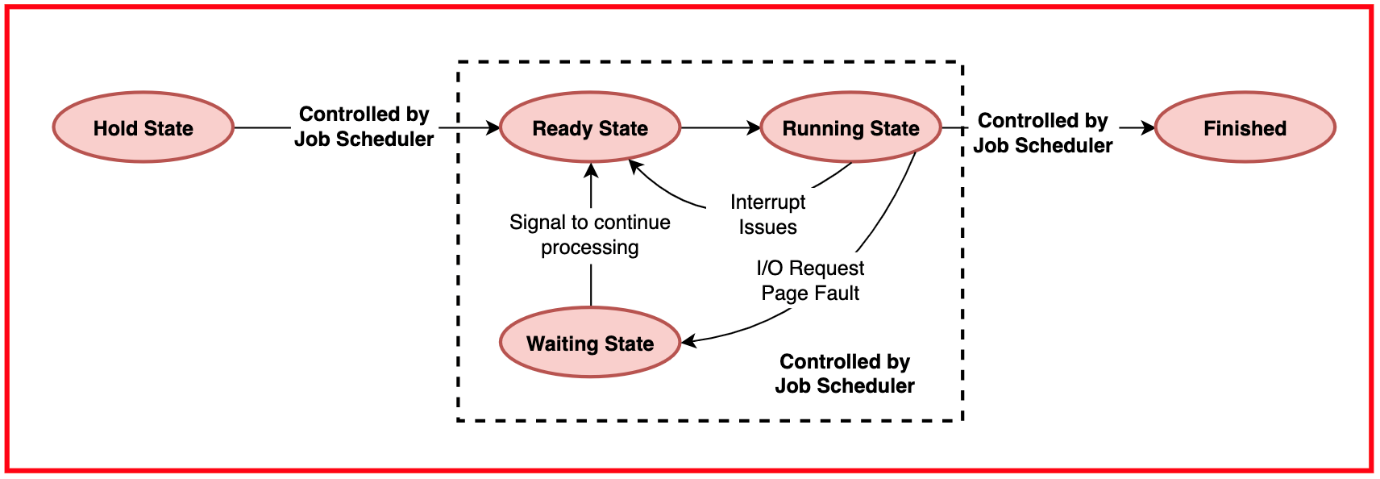 Hold State
Controlled by
Job Scheduler
Ready State
Running State
Controlled by
Job Scheduler
Finished
Interrupt
Issues
Signal to continue
processing
I/O Request
Page Fault
Waiting State
Controlled by
Job Scheduler